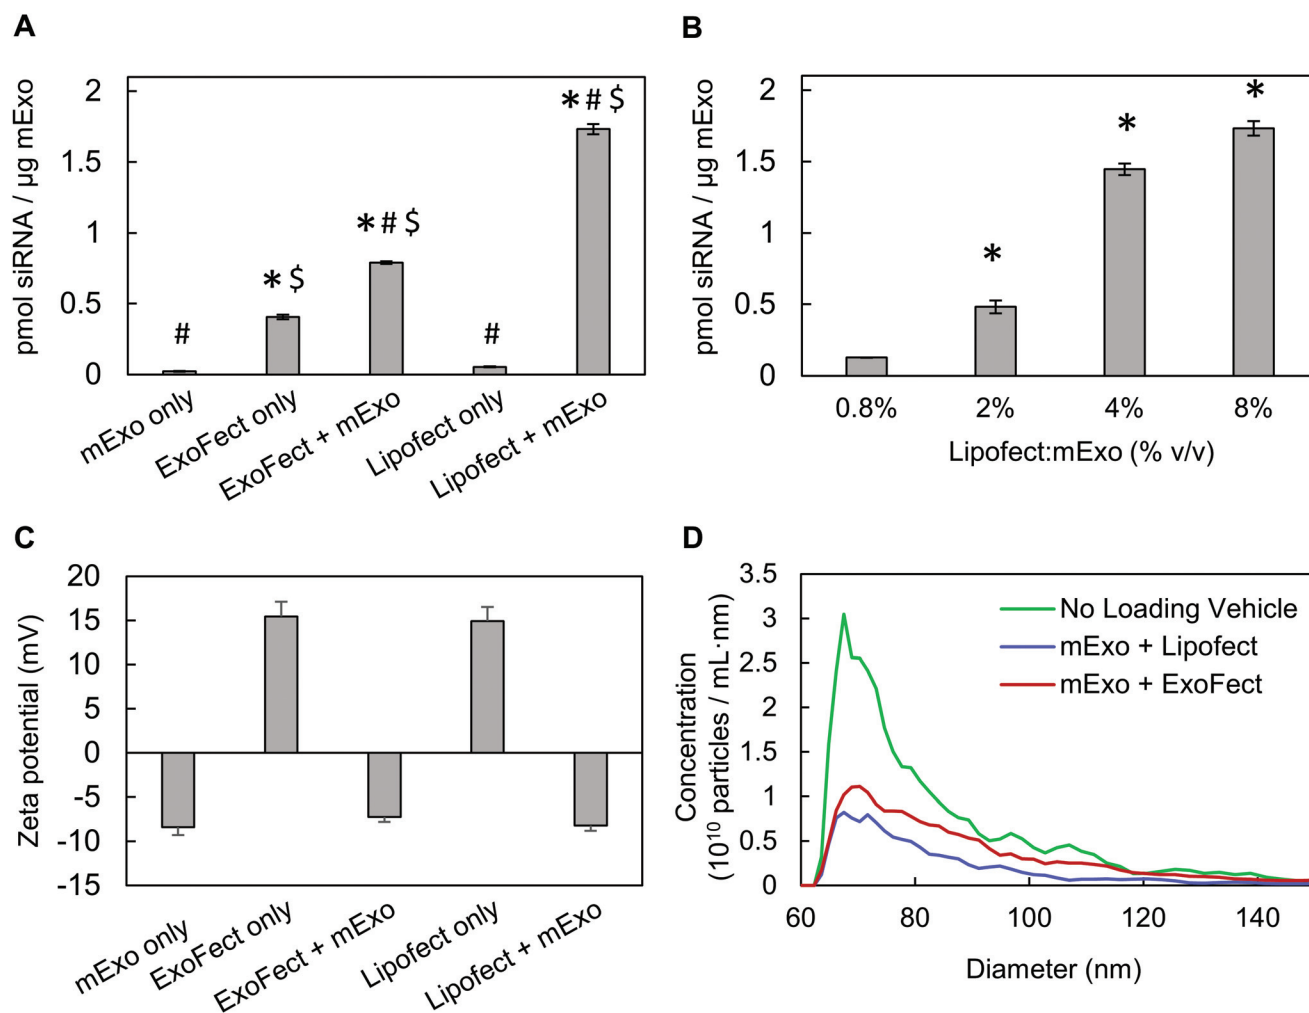 A
pmol siRNA / µg mExo
2
1.5
1
0.5
0
#
* $
* # $
#
* # $
mExo only
ExoFect only
ExoFect + mExo
Lipofect only
Lipofect + mExo
B
pmol siRNA / µg mExo
2
1.5
1
0.5
0
*
*
*
0.8%
2%
4%
8%
Lipofect:mExo (% v/v)
C
Zeta potential (mV)
20
15
10
5
0
-5
-10
-15
mExo only
ExoFect only
ExoFect + mExo
Lipofect only
Lipofect + mExo
D
Concentration
(10¹⁰ particles / mL·nm)
3.5
3
2.5
2
1.5
1
0.5
0
No Loading Vehicle
mExo + Lipofect
mExo + ExoFect
60
80
100
120
140
Diameter (nm)